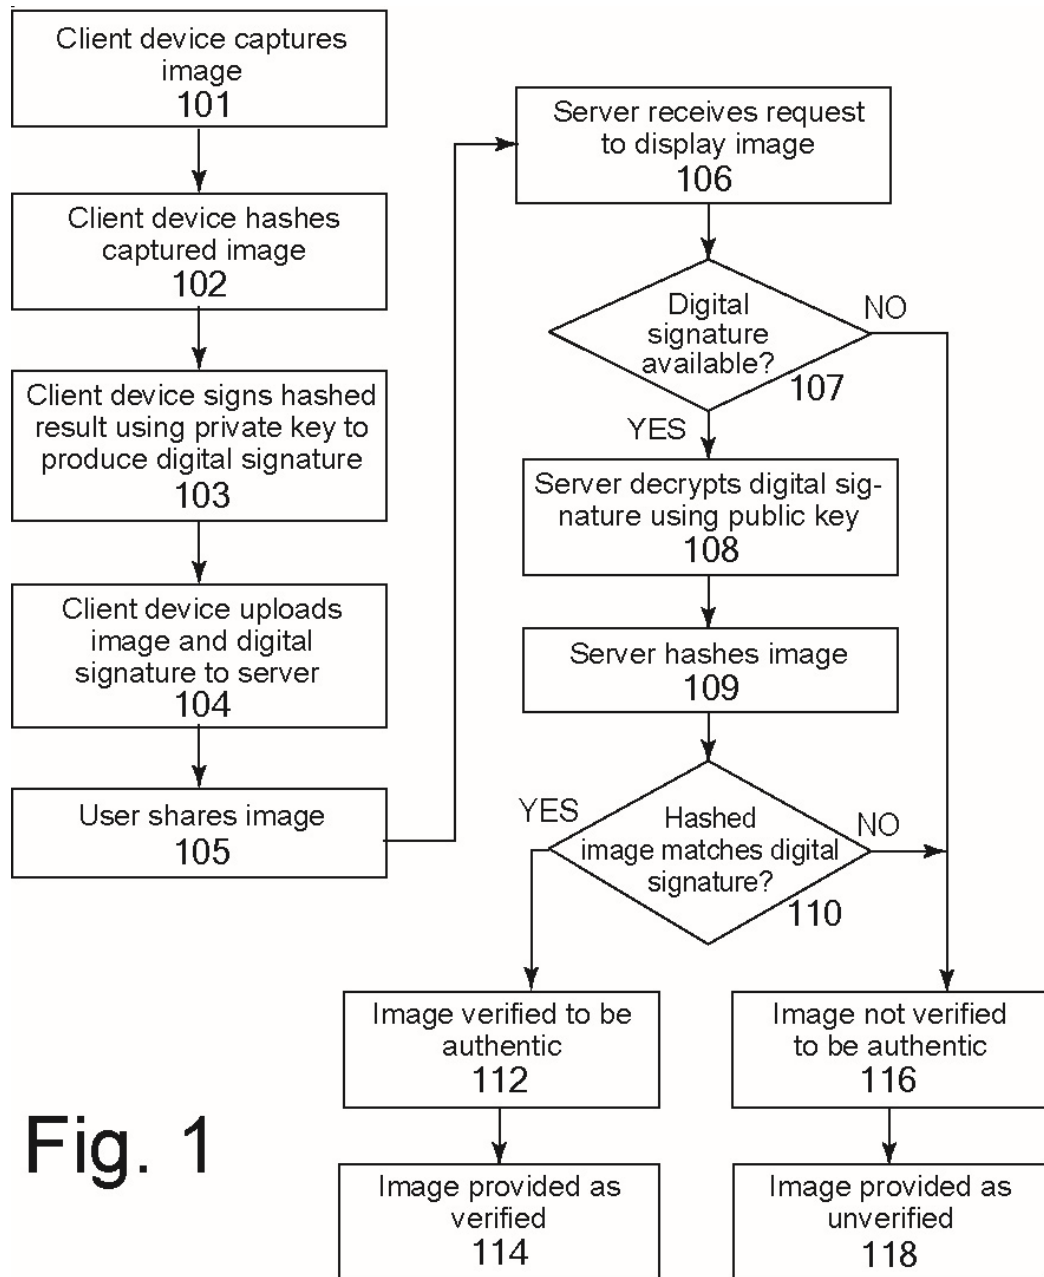 Client device captures
image
101
Client device hashes
captured image
102
Client device signs hashed
result using private key to
produce digital signature
103
Client device uploads
image and digital
signature to server
104
User shares image
105
Server receives request
to display image
106
Digital
signature
available?
107
NO
YES
Server decrypts digital sig-
nature using public key
108
Server hashes image
109
Hashed
image matches digital
signature?
110
YES
NO
Image verified to be
authentic
112
Image provided as
verified
114
Image not verified
to be authentic
116
Image provided as
unverified
118
Fig. 1